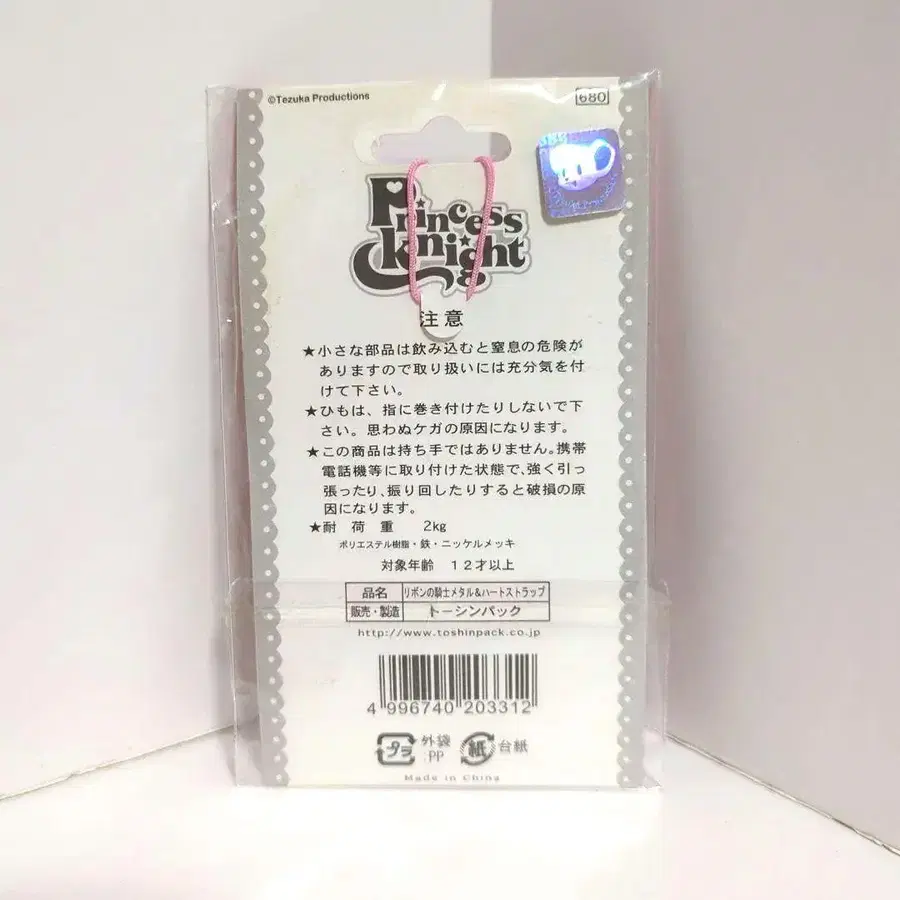 ©Tezuka Productions
680
Princess
Knight
注意
★小さな部品は飲み込むと窒息の危険が
ありますので取り扱いには充分気を付
けて下さい。
★ひもは、指に巻き付けたりしないで下
さい。思わぬケガの原因になります。
★この商品は持ち手ではありません。携帯
電話機等に取り付けた状態で、強く引っ
張ったり、振り回したりすると破損の原
因になります。
★耐 荷 重 2kg
ポリエステル樹脂・鉄・ニッケルメッキ
対象年齢 12才以上
品名 リボンの騎士メタル&ハートストラップ
販売・製造 トーシンパック
http://www.toshinpack.co.jp
4 996740 203312
プラ 外袋 紙 台紙
:PP
Made in China